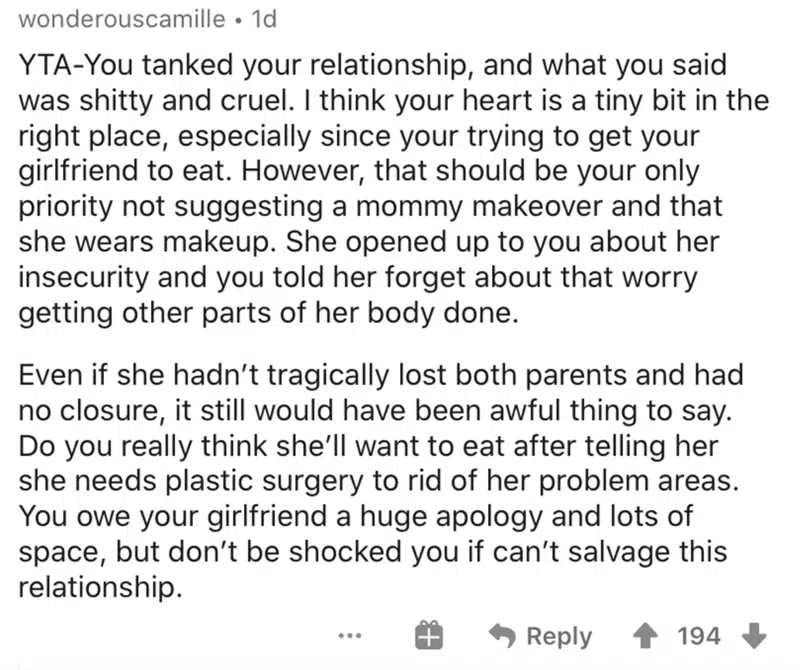 wonderouscamille • 1d
YTA-You tanked your relationship, and what you said
was shitty and cruel. I think your heart is a tiny bit in the
right place, especially since your trying to get your
girlfriend to eat. However, that should be your only
priority not suggesting a mommy makeover and that
she wears makeup. She opened up to you about her
insecurity and you told her forget about that worry
getting other parts of her body done.
Even if she hadn't tragically lost both parents and had
no closure, it still would have been awful thing to say.
Do you really think she'll want to eat after telling her
she needs plastic surgery to rid of her problem areas.
You owe your girlfriend a huge apology and lots of
space, but don't be shocked you if can't salvage this
relationship.
... Reply 194